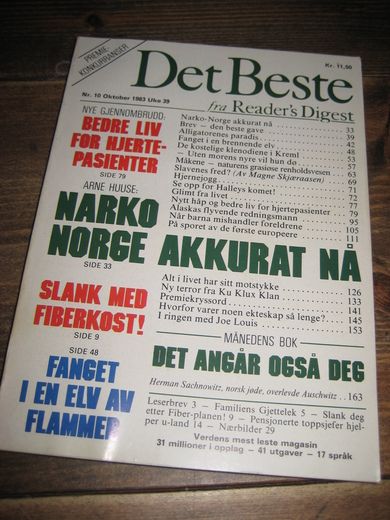 PREMIE-
KONKURRANSER
Kr. 11,50
Det Beste
fra Reader's Digest
Nr. 10 Oktober 1983 Uke 39
NYE GJENNOMBRUDD:
BEDRE LIV
FOR HJERTE-
PASIENTER
SIDE 79
ARNE HUUSE:
NARKO
NORGE AKKURAT NÅ
SIDE 33
SLANK MED
FIBERKOST!
SIDE 9
SIDE 48
FANGET
I EN ELV AV
FLAMMER
Narko-Norge akkurat nå 33
Brev – den beste gave 39
Alligatorenes paradis 42
Fanget i en brennende elv 48
De kostelige klenodiene i Kreml 53
– Uten morens nyre vil hun dø 57
Måkene – naturens grasiøse renholdsvesen 63
Slavenes fred? (Av Magne Skjæraasen) 69
Hjernejogg 71
Se opp for Halleys komet! 72
Glimt fra livet 77
Nytt håp og bedre liv for hjertepasienter 79
Alaskas flyvende redningsmann 95
Når barna mishandler foreldrene 105
På sporet av de første europeere 111
Alt i livet har sitt motstykke 126
Ny terror fra Ku Klux Klan 133
Premiekryssord 141
Hvorfor varer noen ekteskap så lenge? 145
I ringen med Joe Louis 153
MÅNEDENS BOK
DET ANGÅR OGSÅ DEG
Herman Sachnowitz, norsk jøde, overlevde Auschwitz 163
Leserbrev 3 – Familiens Gjettelek 5 – Slank deg
etter Fiber-planen! 9 – Pensjonerte toppsjefer hjel-
per u-land 14 – Nærbilder 29
Verdens mest leste magasin
31 millioner i opplag – 41 utgaver – 17 språk